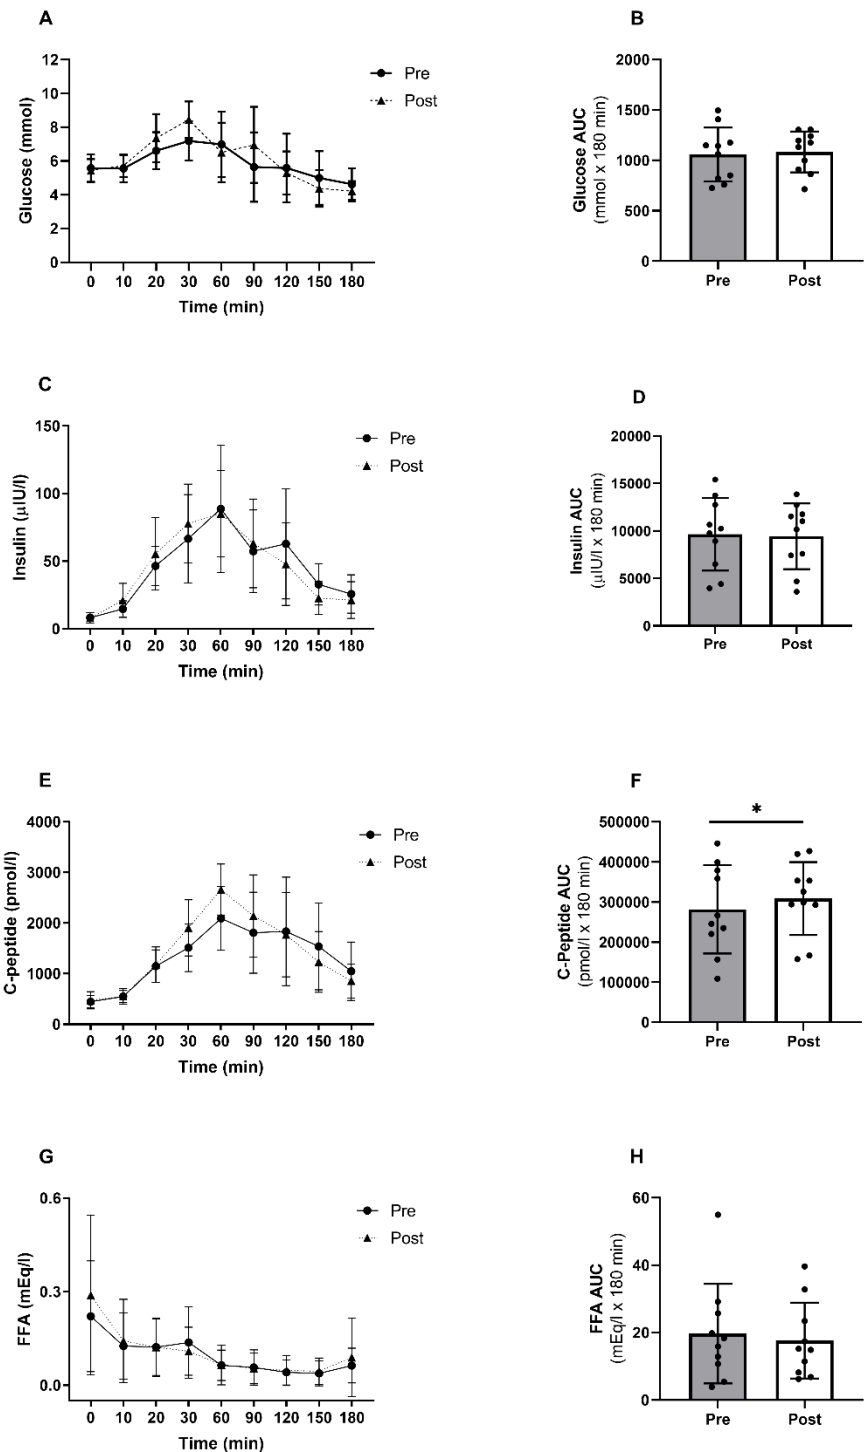 A
B
12
10
8
6
4
2
0
Glucose (mmol)
0 10 20 30 60 90 120 150 180
Time (min)
Pre
Post
2000
1500
1000
500
0
Glucose AUC
(mmol x 180 min)
Pre Post
C
D
150
100
50
0
Insulin (μIU/l)
0 10 20 30 60 90 120 150 180
Time (min)
Pre
Post
20000
15000
10000
5000
0
Insulin AUC
(μIU/l x 180 min)
Pre Post
E
F
4000
3000
2000
1000
0
C-peptide (pmol/l)
0 10 20 30 60 90 120 150 180
Time (min)
Pre
Post
*
500000
400000
300000
200000
100000
0
C-Peptide AUC
(pmol/l x 180 min)
Pre Post
G
H
0.6
0.3
0.0
FFA (mEq/l)
0 10 20 30 60 90 120 150 180
Time (min)
Pre
Post
60
40
20
0
FFA AUC
(mEq/l x 180 min)
Pre Post